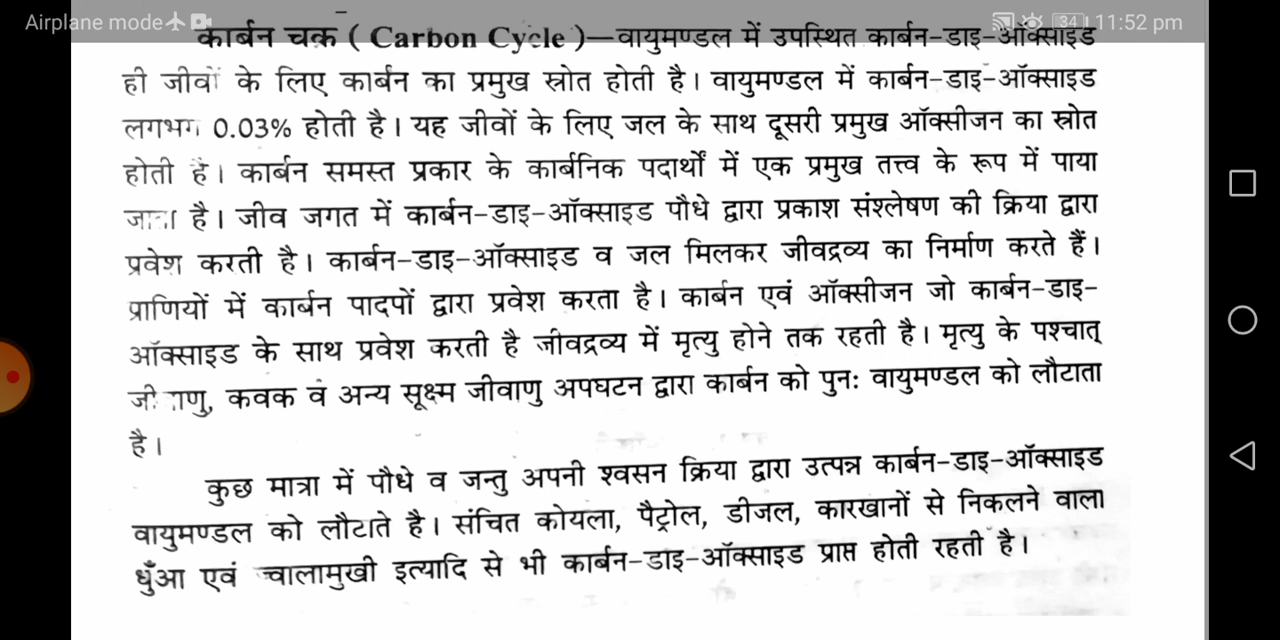 Airplane mode 34 11:52 pm
कार्बन चक्र ( Carbon Cycle )—वायुमण्डल में उपस्थित कार्बन-डाइ-ऑक्साइड
ही जीवों के लिए कार्बन का प्रमुख स्रोत होती है। वायुमण्डल में कार्बन-डाइ-ऑक्साइड
लगभग 0.03% होती है। यह जीवों के लिए जल के साथ दूसरी प्रमुख ऑक्सीजन का स्रोत
होती है। कार्बन समस्त प्रकार के कार्बनिक पदार्थों में एक प्रमुख तत्त्व के रूप में पाया
है। जीव जगत में कार्बन-डाइ-ऑक्साइड पौधे द्वारा प्रकाश संश्लेषण की क्रिया द्वारा
प्रवेश करती है। कार्बन-डाइ-ऑक्साइड व जल मिलकर जीवद्रव्य का निर्माण करते हैं।
प्राणियों में कार्बन पादपों द्वारा प्रवेश करता है। कार्बन एवं ऑक्सीजन जो कार्बन-डाइ-
ऑक्साइड के साथ प्रवेश करती है जीवद्रव्य में मृत्यु होने तक रहती है। मृत्यु के पश्चात्
कवक व अन्य सूक्ष्म जीवाणु अपघटन द्वारा कार्बन को पुनः वायुमण्डल को लौटाता
है।
कुछ मात्रा में पौधे व जन्तु अपनी श्वसन क्रिया द्वारा उत्पन्न कार्बन-डाइ-ऑक्साइड
वायुमण्डल को लौटाते है। संचित कोयला, पैट्रोल, डीजल, कारखानों से निकलने वाला
धुँआ एवं ज्वालामुखी इत्यादि से भी कार्बन-डाइ-ऑक्साइड प्राप्त होती रहती है।